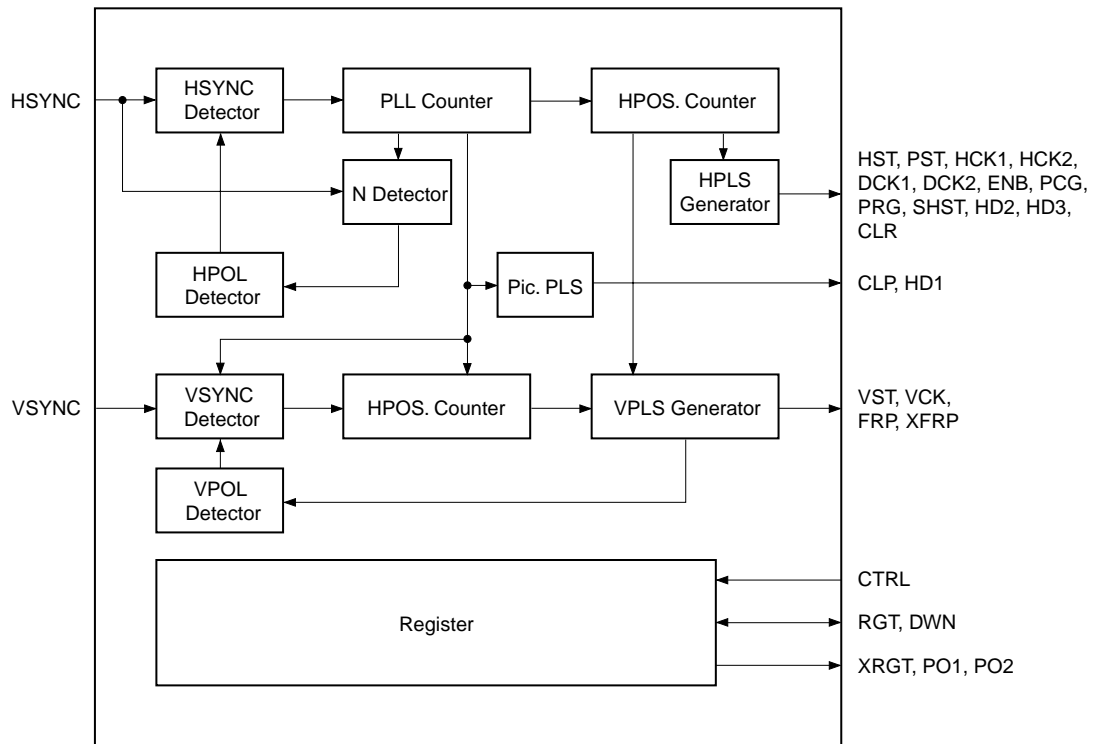 HSYNC
HSYNC
Detector
PLL Counter
HPOS. Counter
N Detector
HPLS
Generator
HST, PST, HCK1, HCK2,
DCK1, DCK2, ENB, PCG,
PRG, SHST, HD2, HD3,
CLR
HPOL
Detector
Pic. PLS
CLP, HD1
VSYNC
VSYNC
Detector
HPOS. Counter
VPLS Generator
VST, VCK,
FRP, XFRP
VPOL
Detector
Register
CTRL
RGT, DWN
XRGT, PO1, PO2